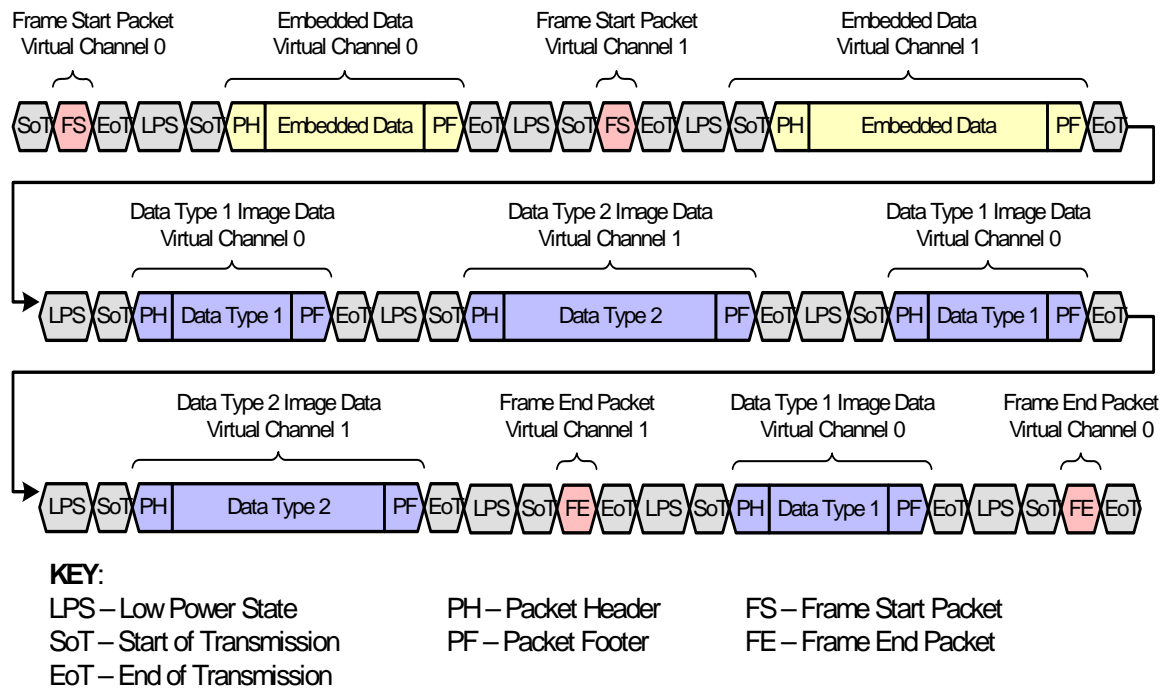 Frame Start Packet
Virtual Channel 0
Embedded Data
Virtual Channel 0
Frame Start Packet
Virtual Channel 1
Embedded Data
Virtual Channel 1
SoT FS EoT LPS SoT PH Embedded Data PF EoT LPS SoT FS EoT LPS SoT PH Embedded Data PF EoT
Data Type 1 Image Data
Virtual Channel 0
Data Type 2 Image Data
Virtual Channel 1
Data Type 1 Image Data
Virtual Channel 0
LPS SoT PH Data Type 1 PF EoT LPS SoT PH Data Type 2 PF EoT LPS SoT PH Data Type 1 PF EoT
Data Type 2 Image Data
Virtual Channel 1
Frame End Packet
Virtual Channel 1
Data Type 1 Image Data
Virtual Channel 0
Frame End Packet
Virtual Channel 0
LPS SoT PH Data Type 2 PF EoT LPS SoT FE EoT LPS SoT PH Data Type 1 PF EoT LPS SoT FE EoT
KEY:
LPS – Low Power State
SoT – Start of Transmission
EoT – End of Transmission
PH – Packet Header
PF – Packet Footer
FS – Frame Start Packet
FE – Frame End Packet